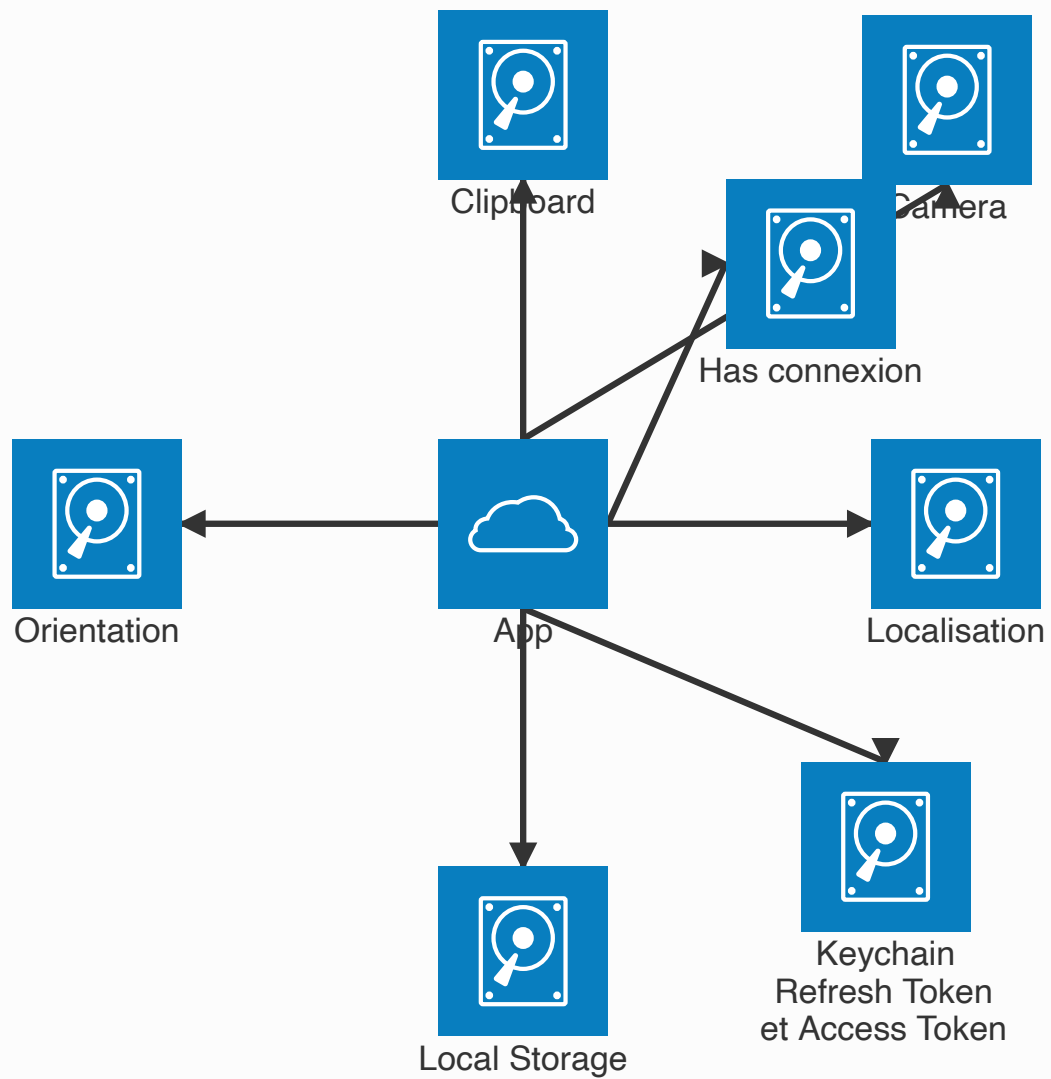 Clipboard
Camera
Has connexion
Orientation
App
Localisation
Keychain
Refresh Token
et Access Token
Local Storage